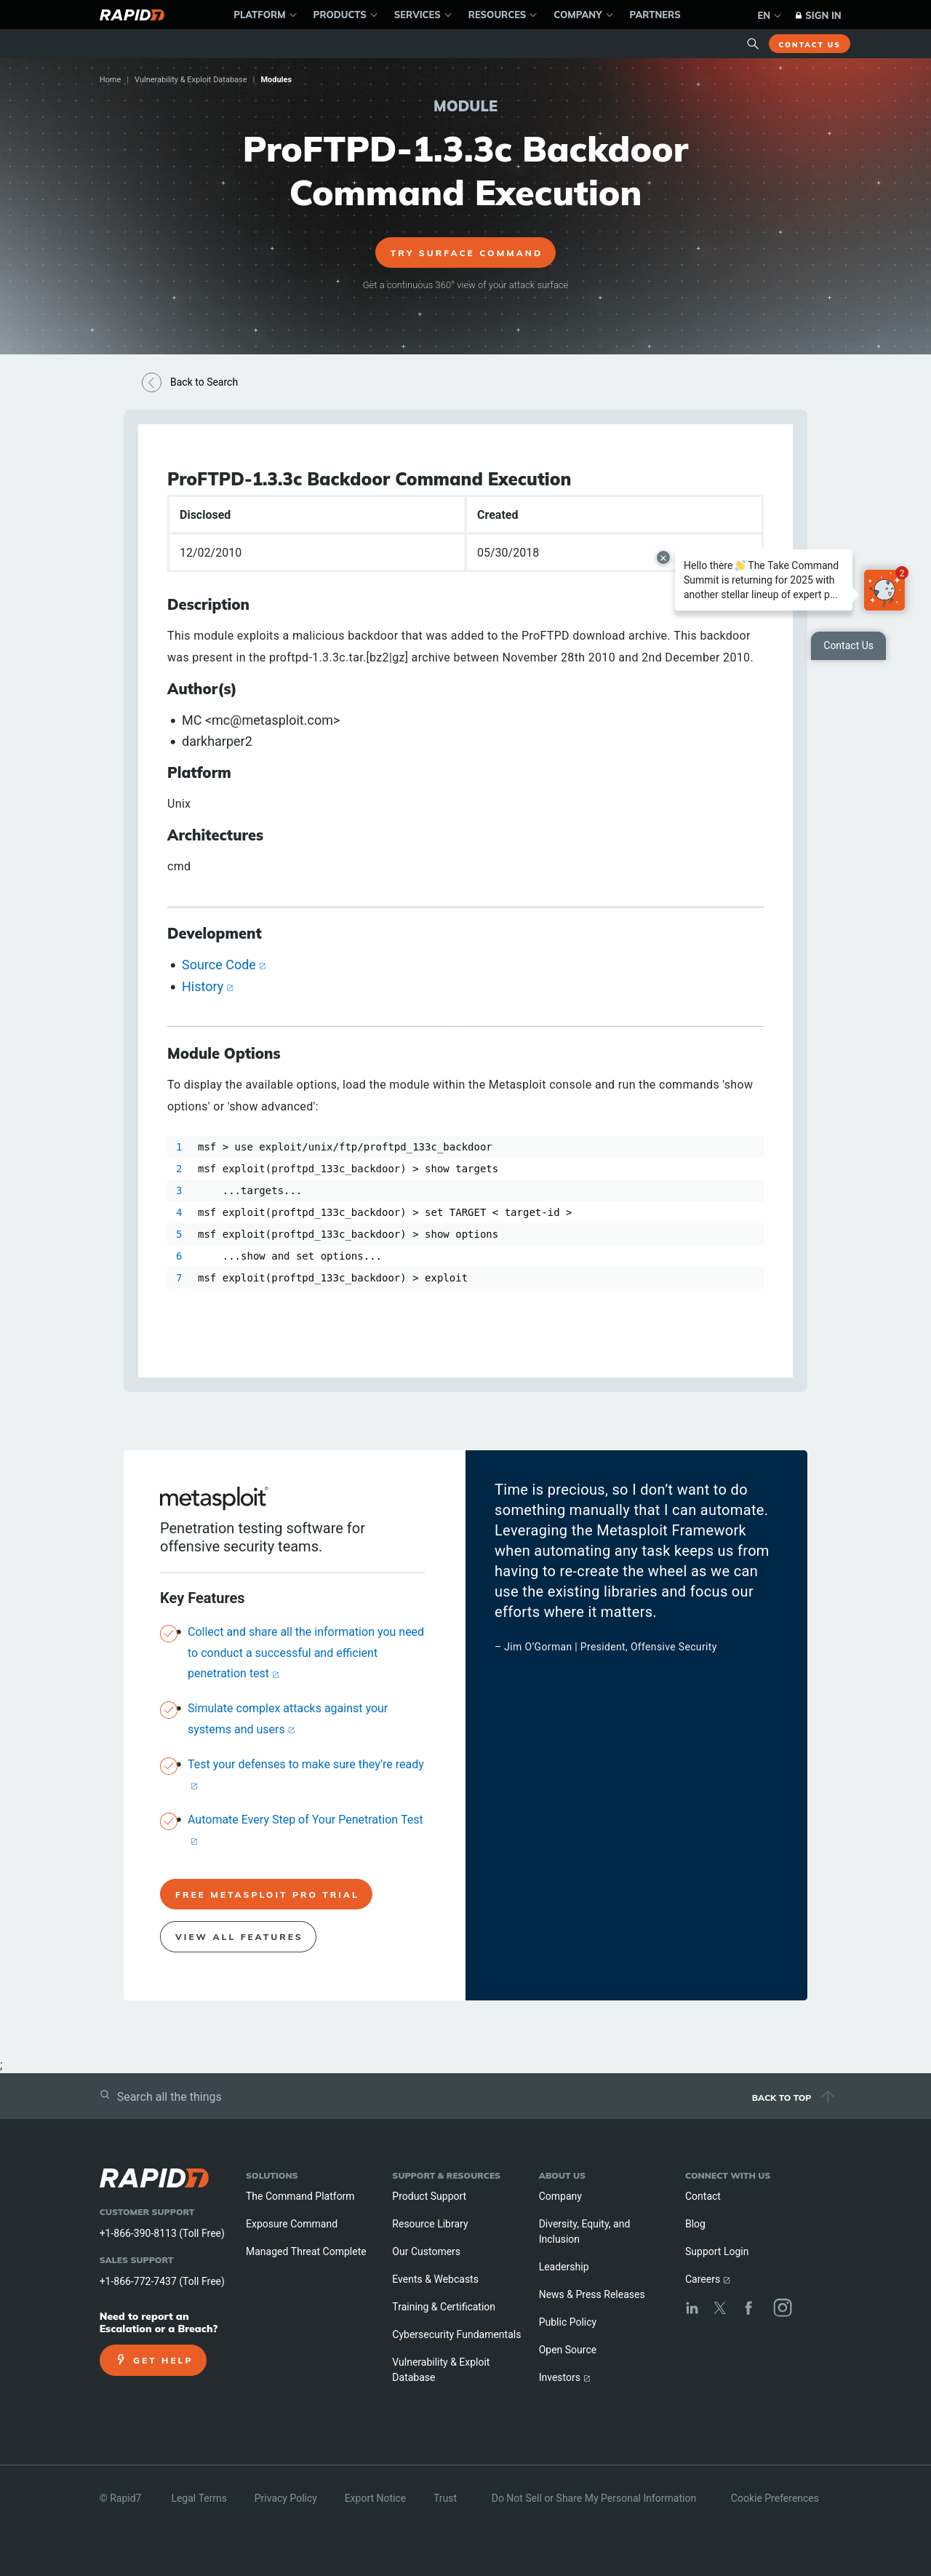 RAPID7
PLATFORM
PRODUCTS
SERVICES
RESOURCES
COMPANY
PARTNERS
EN
SIGN IN
CONTACT US
Home | Vulnerability & Exploit Database | Modules
MODULE
ProFTPD-1.3.3c Backdoor
Command Execution
TRY SURFACE COMMAND
Get a continuous 360° view of your attack surface
Back to Search
ProFTPD-1.3.3c Backdoor Command Execution
Disclosed
Created
12/02/2010
05/30/2018
Hello there 👋 The Take Command
Summit is returning for 2025 with
another stellar lineup of expert p...
2
Contact Us
Description
This module exploits a malicious backdoor that was added to the ProFTPD download archive. This backdoor
was present in the proftpd-1.3.3c.tar.[bz2|gz] archive between November 28th 2010 and 2nd December 2010.
Author(s)
• MC <mc@metasploit.com>
• darkharper2
Platform
Unix
Architectures
cmd
Development
• Source Code
• History
Module Options
To display the available options, load the module within the Metasploit console and run the commands 'show
options' or 'show advanced':
1 msf > use exploit/unix/ftp/proftpd_133c_backdoor
2 msf exploit(proftpd_133c_backdoor) > show targets
3     ...targets...
4 msf exploit(proftpd_133c_backdoor) > set TARGET < target-id >
5 msf exploit(proftpd_133c_backdoor) > show options
6     ...show and set options...
7 msf exploit(proftpd_133c_backdoor) > exploit
metasploit®
Penetration testing software for
offensive security teams.
Key Features
• Collect and share all the information you need
to conduct a successful and efficient
penetration test
• Simulate complex attacks against your
systems and users
• Test your defenses to make sure they’re ready
• Automate Every Step of Your Penetration Test
FREE METASPLOIT PRO TRIAL
VIEW ALL FEATURES
Time is precious, so I don’t want to do
something manually that I can automate.
Leveraging the Metasploit Framework
when automating any task keeps us from
having to re-create the wheel as we can
use the existing libraries and focus our
efforts where it matters.
– Jim O’Gorman | President, Offensive Security
;
Search all the things
BACK TO TOP
RAPID7
CUSTOMER SUPPORT
+1-866-390-8113 (Toll Free)
SALES SUPPORT
+1-866-772-7437 (Toll Free)
Need to report an
Escalation or a Breach?
GET HELP
SOLUTIONS
The Command Platform
Exposure Command
Managed Threat Complete
SUPPORT & RESOURCES
Product Support
Resource Library
Our Customers
Events & Webcasts
Training & Certification
Cybersecurity Fundamentals
Vulnerability & Exploit
Database
ABOUT US
Company
Diversity, Equity, and
Inclusion
Leadership
News & Press Releases
Public Policy
Open Source
Investors
CONNECT WITH US
Contact
Blog
Support Login
Careers
© Rapid7
Legal Terms
Privacy Policy
Export Notice
Trust
Do Not Sell or Share My Personal Information
Cookie Preferences